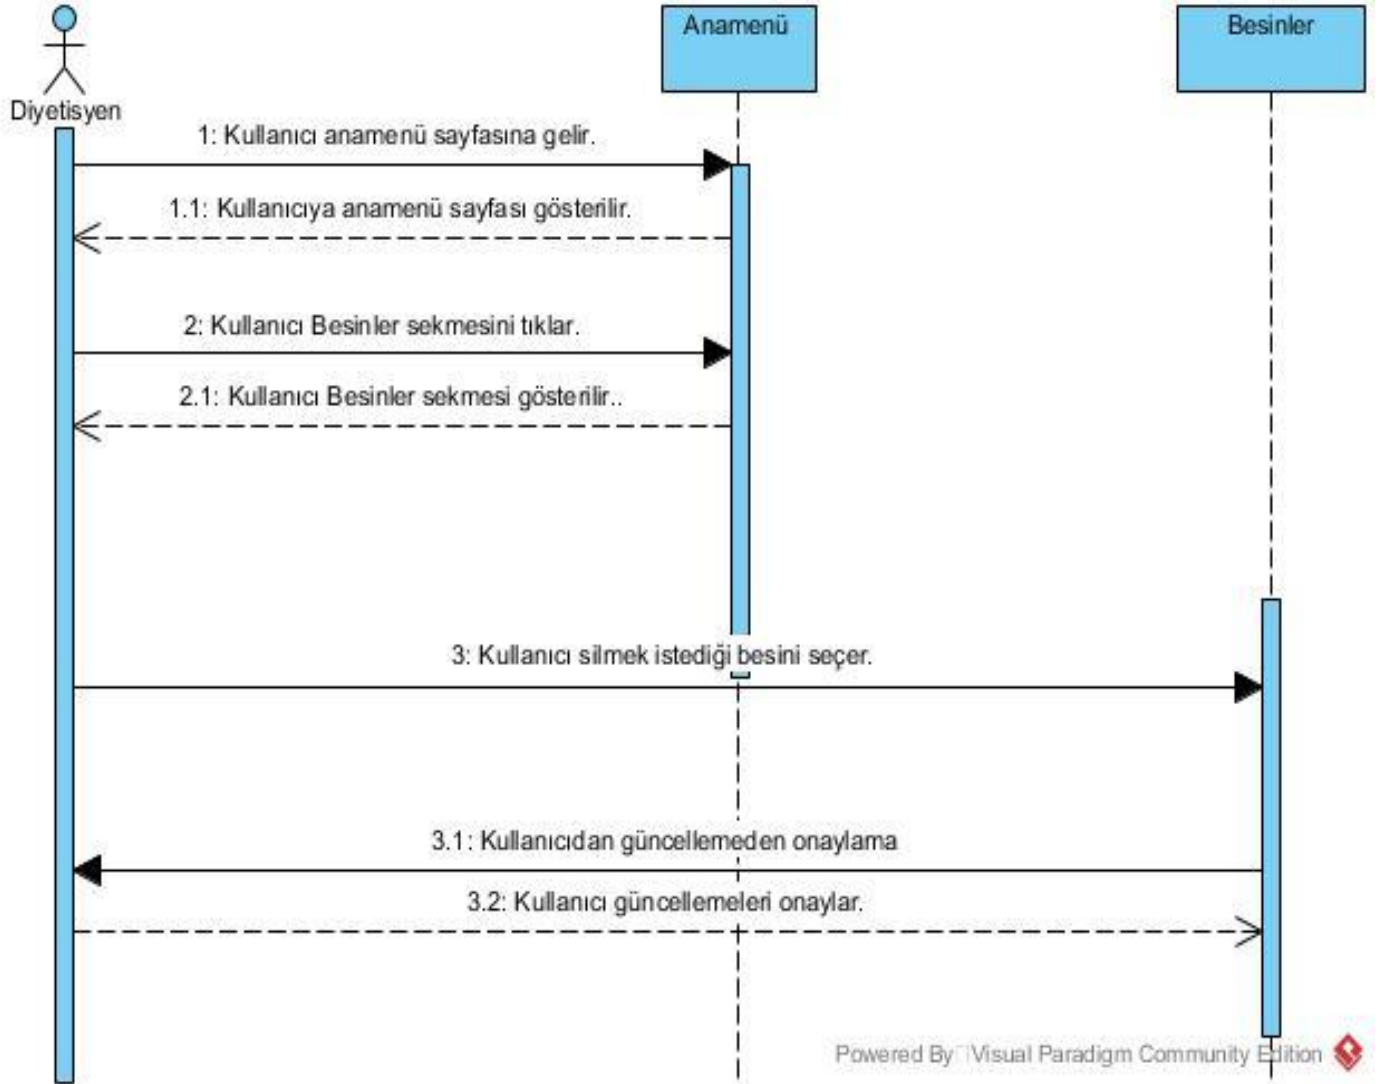 Anamenü
Besinler
Diyetisyen
1: Kullanıcı anamenü sayfasına gelir.
1.1: Kullanıcıya anamenü sayfası gösterilir.
2: Kullanıcı Besinler sekmesini tıklar.
2.1: Kullanıcı Besinler sekmesi gösterilir..
3: Kullanıcı silmek istediği besini seçer.
3.1: Kullanıcıdan güncellemeden onaylama
3.2: Kullanıcı güncellemeleri onaylar.
Powered By Visual Paradigm Community Edition